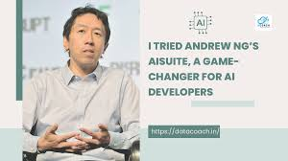 AI
I TRIED ANDREW NG'S
AISUITE, A GAME-
CHANGER FOR AI
DEVELOPERS
https://datacoach.in/